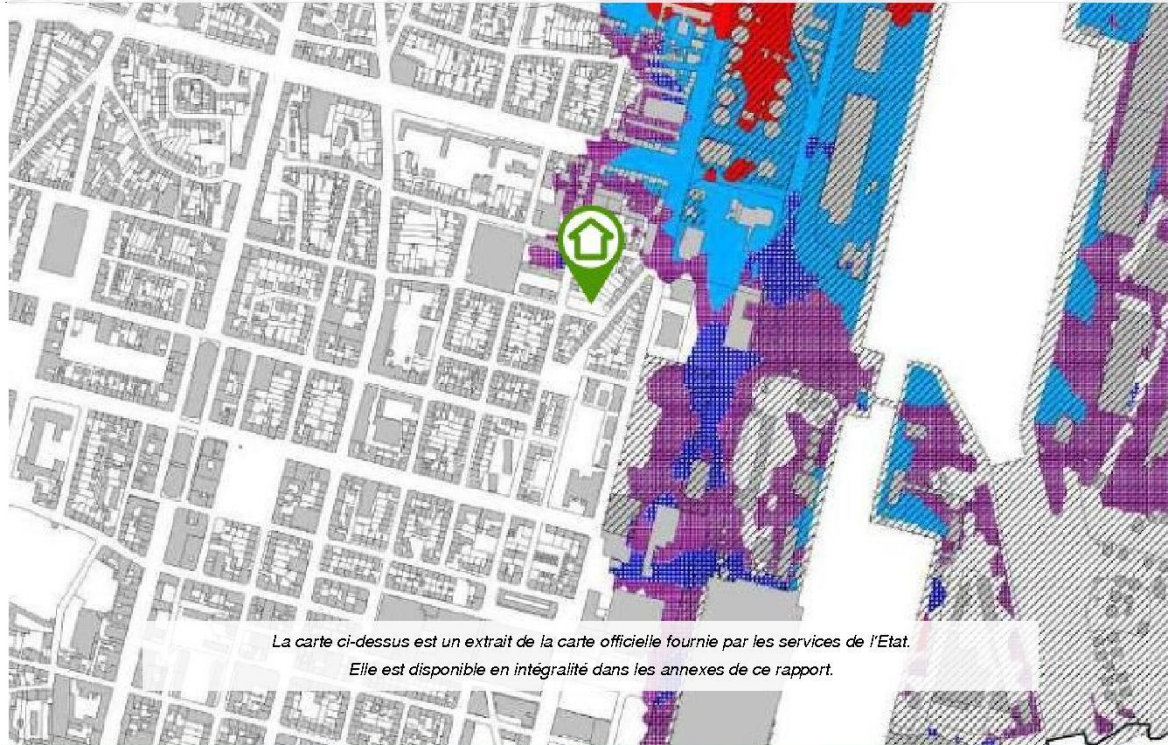 La carte ci-dessus est un extrait de la carte officielle fournie par les services de l'Etat.
Elle est disponible en intégralité dans les annexes de ce rapport.